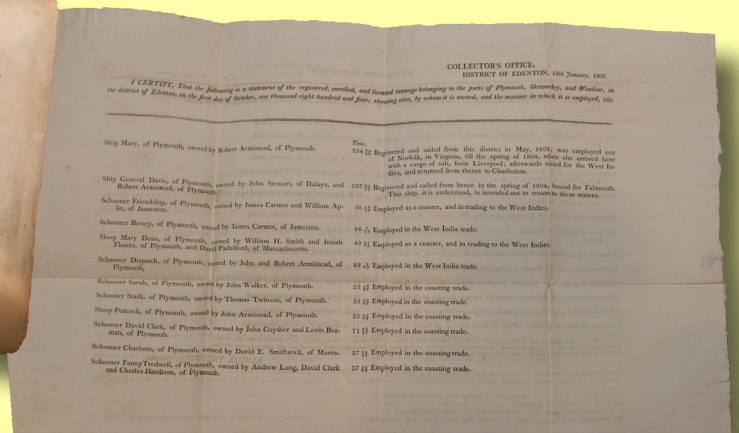 COLLECTOR'S OFFICE,
DISTRICT OF EDENTON, 18th January, 1805.
I CERTIFY, That the following is a statement of the registered, enrolled, and licensed tonnage belonging to the ports of Plymouth, Skewarkey, and Windsor, in
the district of Edenton, on the first day of October, one thousand eight hundred and four; shewing also, by whom it is owned, and the manner in which it is employed, viz.
Tons.
Ship Mary, of Plymouth, owned by Robert Armistead, of Plymouth. 254 Registered and sailed from this district in May, 1802; was employed out
of Norfolk, in Virginia, till the spring of 1804, when she arrived here
with a cargo of salt, from Liverpool; afterwards sailed for the West In-
dies, and returned from thence to Charleston.
Ship General Davie, of Plymouth, owned by John Stewart, of Dalays, and 397 Registered and sailed from hence in the spring of 1804, bound for Falmouth.
Robert Armistead, of Plymouth. This ship, it is understood, is intended not to return to these waters.
Schooner Friendship, of Plymouth, owned by James Carmer and William Ap- 56 Employed as a coaster, and in trading to the West Indies.
lin, of Jameston.
Schooner Betsey, of Plymouth, owned by James Carmer, of Jameston. 66 Employed in the West India trade.
Sloop Mary Dean, of Plymouth, owned by William H. Smith and Josiah 49 Employed as a coaster, and in trading to the West Indies.
Flower, of Plymouth, and David Padelford, of Massachusetts.
Schooner Dispatch, of Plymouth, owned by John and Robert Armistead, of 68 Employed in the West India trade.
Plymouth,
Schooner Sarah, of Plymouth, owned by John Walker, of Plymouth. 53 Employed in the coasting trade.
Schooner Stark, of Plymouth, owned by Thomas Twinson, of Plymouth. 53 Employed in the coasting trade.
Sloop Peacock, of Plymouth, owned by John Armistead, of Plymouth. 25 Employed in the coasting trade.
Schooner David Clark, of Plymouth, owned by John Guyther and Levin Boz- 71 Employed in the coasting trade.
man, of Plymouth.
Schooner Charlotte, of Plymouth, owned by David E. Smithwick, of Martin. 27 Employed in the coasting trade.
Schooner Fanny Tredwell, of Plymouth, owned by Andrew Long, David Clark 37 Employed in the coasting trade.
and Charles Hardison, of Plymouth.